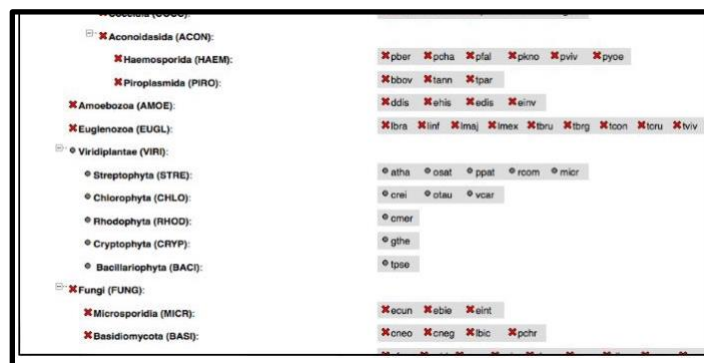 Aconoidasida (ACON):
Haemosporida (HAEM): pber pcha pfal pkno pviv pyoe
Piroplasmida (PIRO): bbov tann tpar
Amoebozoa (AMOE): ddis ehis edis einv
Euglenozoa (EUGL): lbra linf lmaj lmex tbru tbrg tcon tcru tviv
Viridiplantae (VIRI):
Streptophyta (STRE): atha osat ppat rcom micr
Chlorophyta (CHLO): crei otau vcar
Rhodophyta (RHOD): cmer
Cryptophyta (CRYP): gthe
Bacillariophyta (BACI): tpse
Fungi (FUNG):
Microsporidia (MICR): ecun ebie eint
Basidiomycota (BASI): cneo cneg lbic pchr